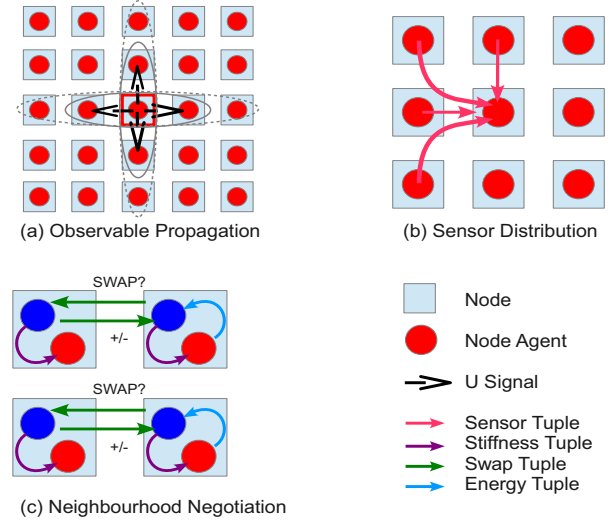 (a) Observable Propagation
(b) Sensor Distribution
SWAP?
+/-
SWAP?
+/-
(c) Neighbourhood Negotiation
Node
Node Agent
U Signal
Sensor Tuple
Stiffness Tuple
Swap Tuple
Energy Tuple